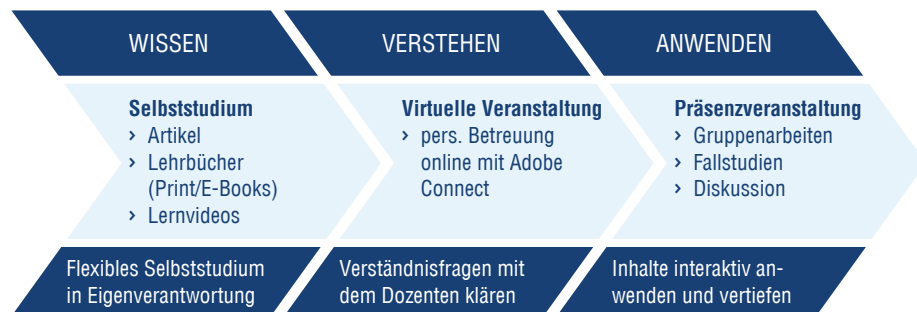 WISSEN
Selbststudium
› Artikel
› Lehrbücher
(Print/E-Books)
› Lernvideos
Flexibles Selbststudium
in Eigenverantwortung
VERSTEHEN
Virtuelle Veranstaltung
› pers. Betreuung
online mit Adobe
Connect
Verständnisfragen mit
dem Dozenten klären
ANWENDEN
Präsenzveranstaltung
› Gruppenarbeiten
› Fallstudien
› Diskussion
Inhalte interaktiv an-
wenden und vertiefen